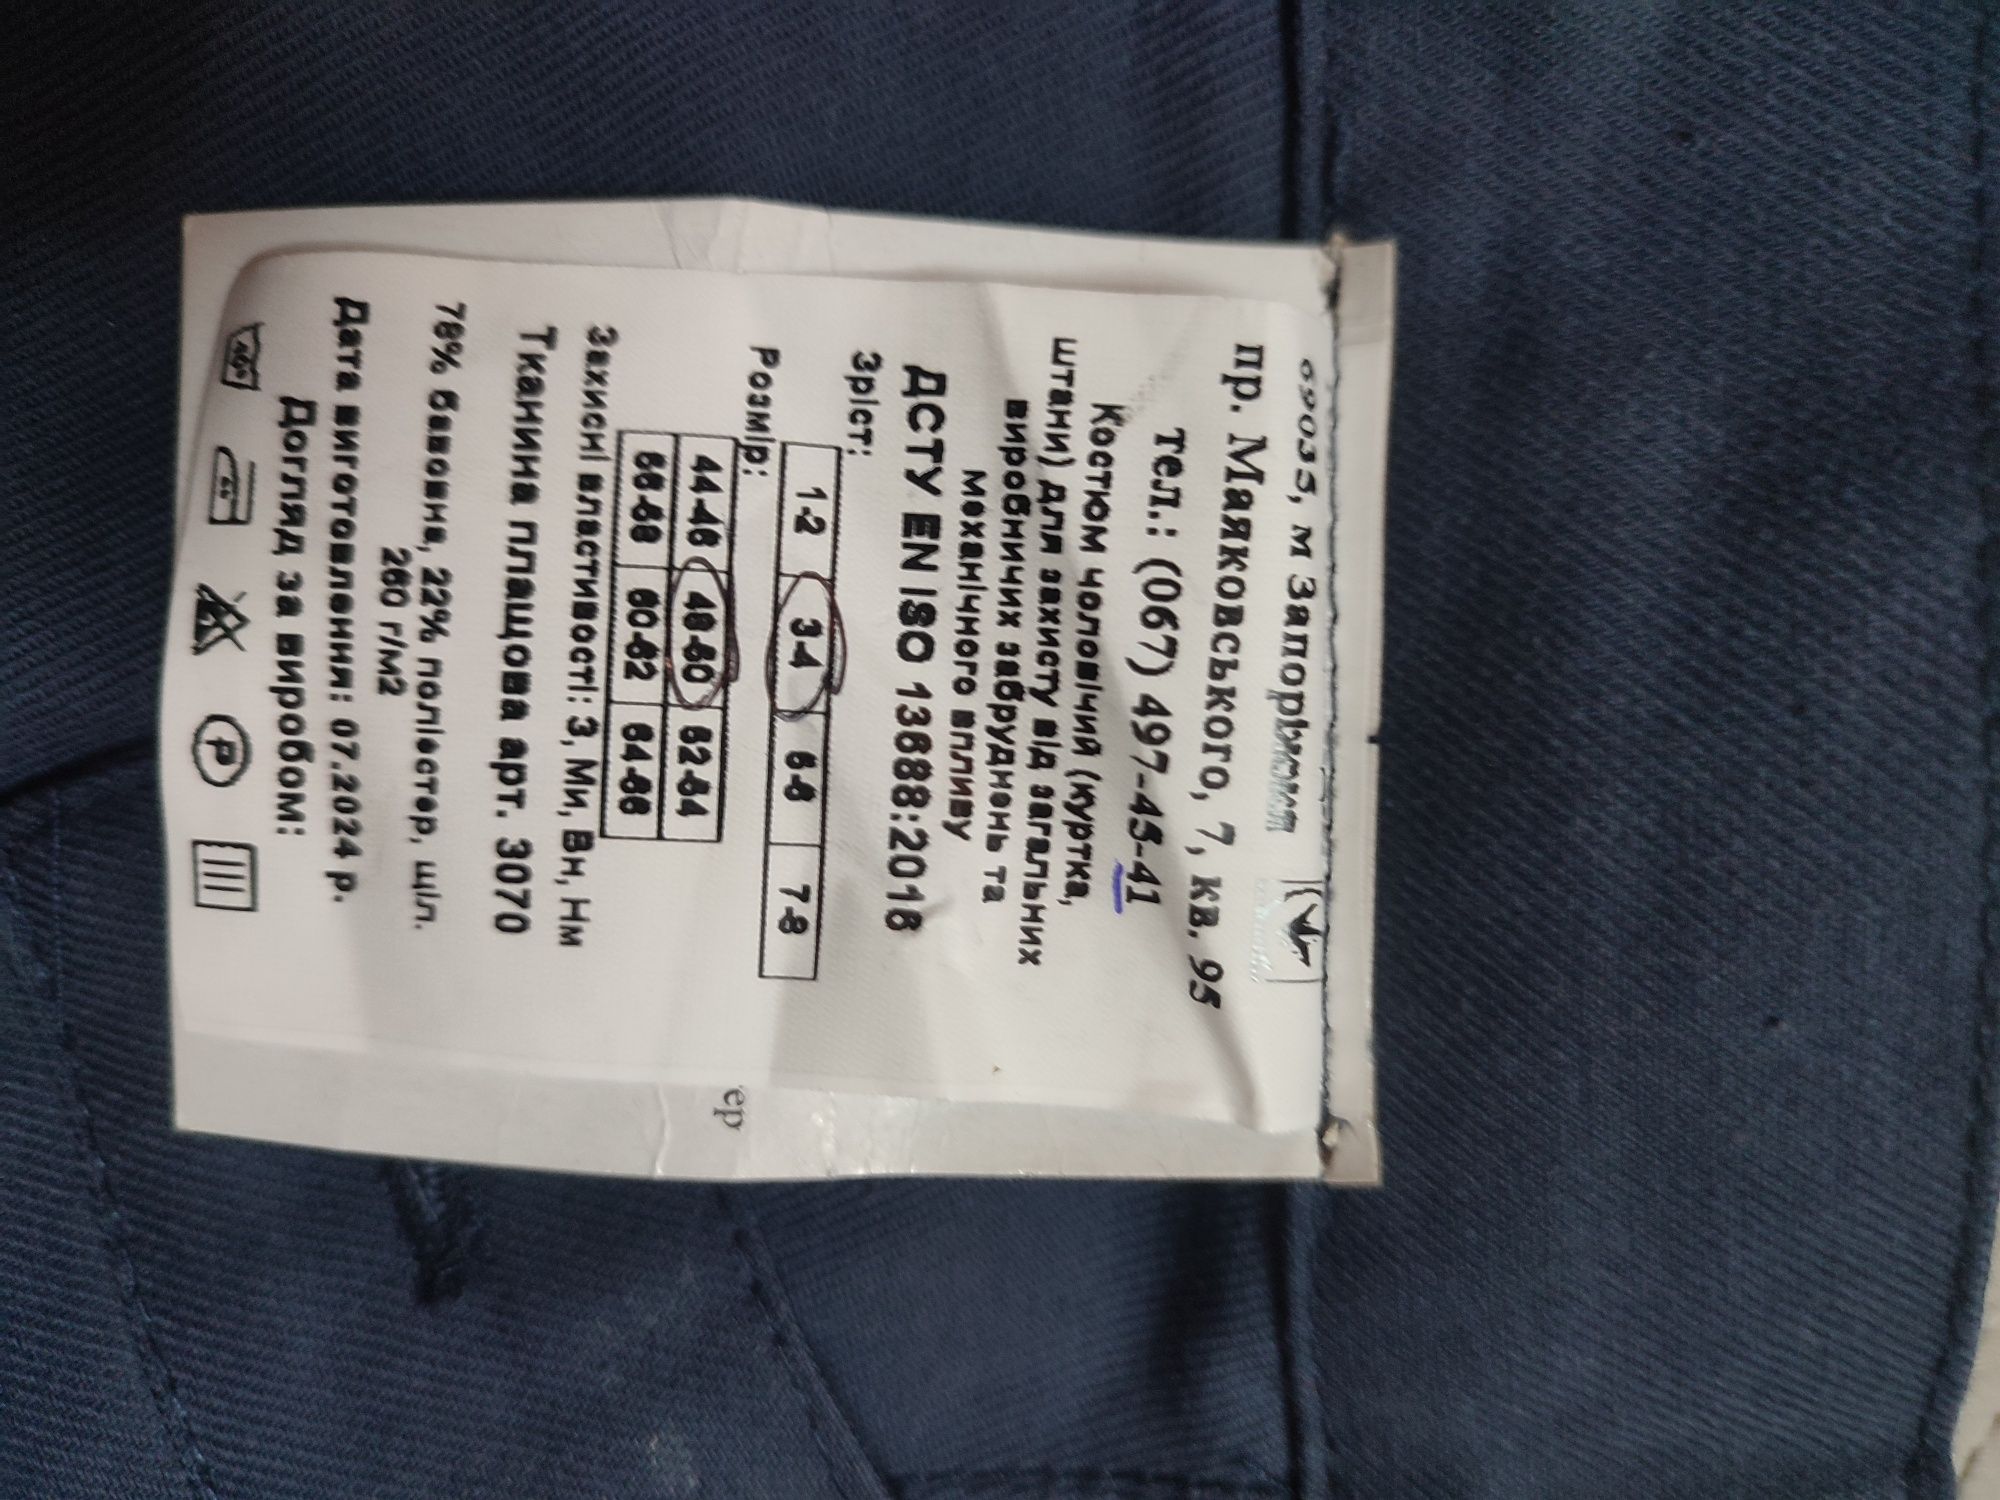 69035, м Запоріжжя
пр. Маяковського, 7, кв. 95
тел.: (067) 497-45-41
Костюм чоловічий (куртка,
штани) для захисту від загальних
виробничих забруднень та
механічного впливу
ДСТУ EN ISO 13688:2018
Зріст:
1-2 3-4 5-6 7-8
Розмір:
44-46 48-50 52-54
56-58 60-62 64-66
Захисні властивості: З, Ми, Вн, Нм
Тканина плащова арт. 3070
78% бавовна, 22% поліестер, щіл.
260 г/м2
Дата виготовлення: 07.2024 р.
Догляд за виробом:
P
ер